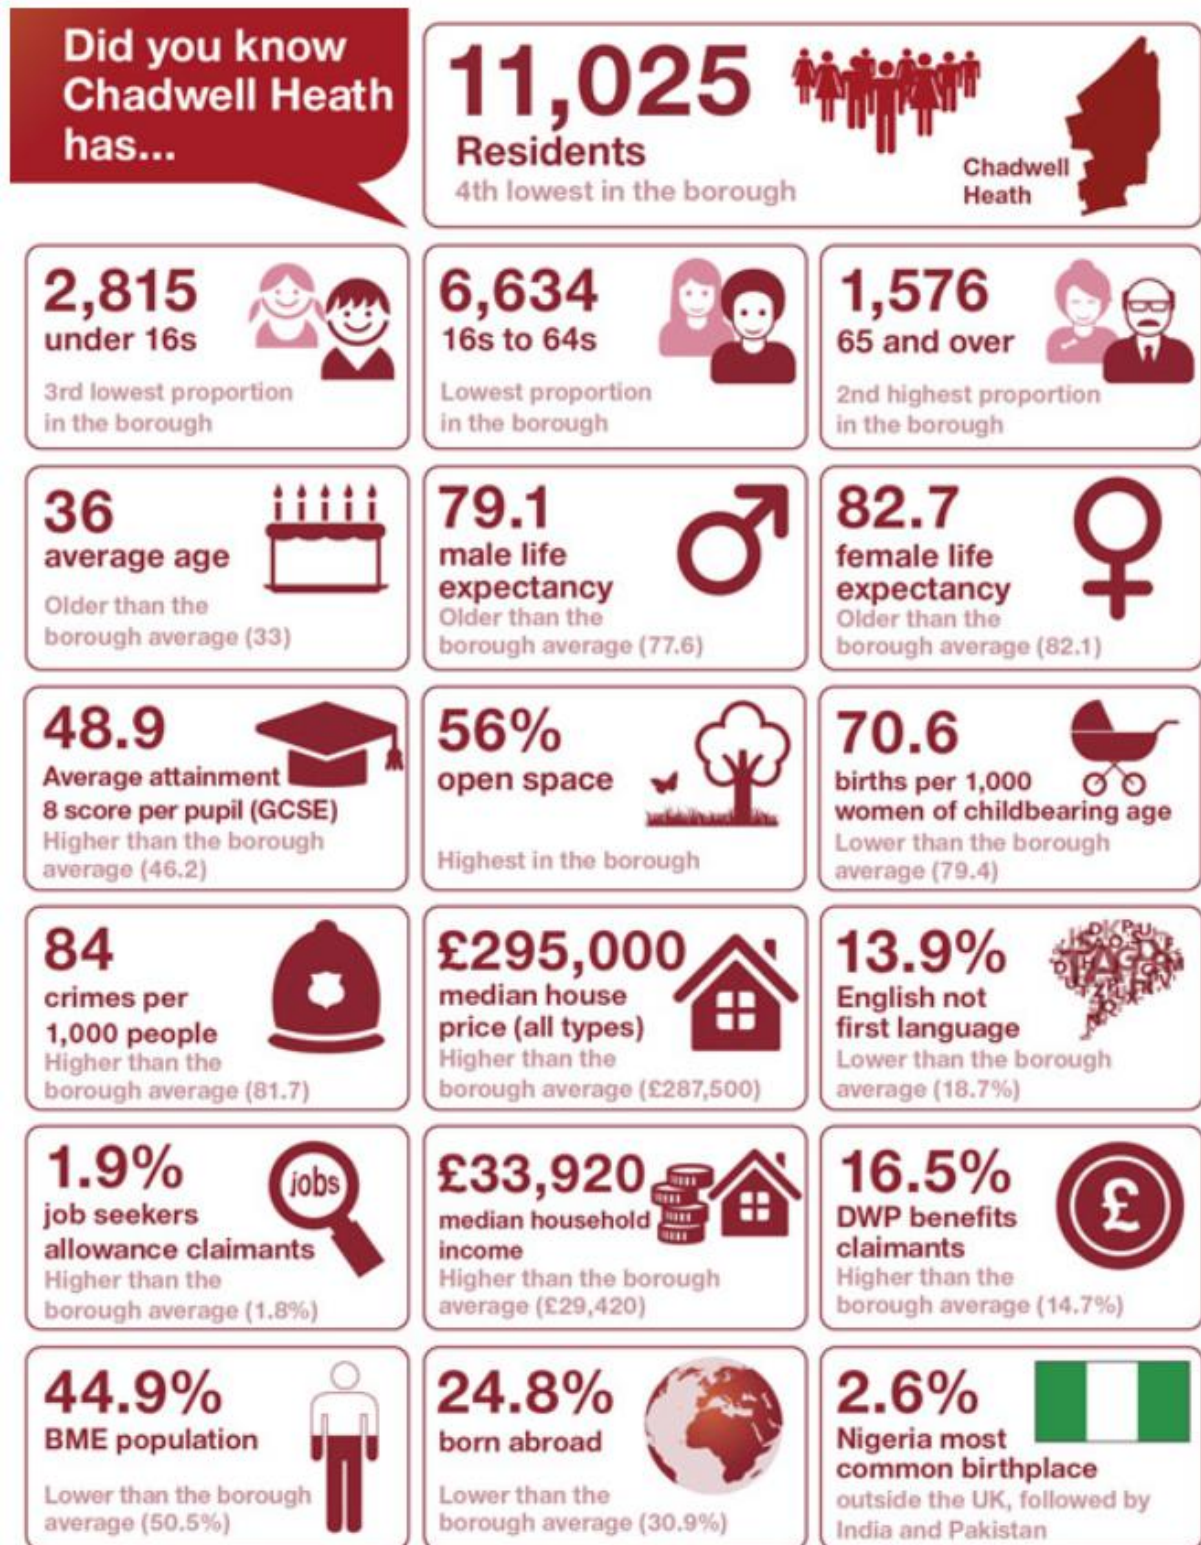 Did you know
Chadwell Heath
has...
11,025
Residents
4th lowest in the borough
Chadwell
Heath
2,815
under 16s
3rd lowest proportion
in the borough
6,634
16s to 64s
Lowest proportion
in the borough
1,576
65 and over
2nd highest proportion
in the borough
36
average age
Older than the
borough average (33)
79.1
male life
expectancy
Older than the
borough average (77.6)
82.7
female life
expectancy
Older than the
borough average (82.1)
48.9
Average attainment
8 score per pupil (GCSE)
Higher than the borough
average (46.2)
56%
open space
Highest in the borough
70.6
births per 1,000
women of childbearing age
Lower than the borough
average (79.4)
84
crimes per
1,000 people
Higher than the
borough average (81.7)
£295,000
median house
price (all types)
Higher than the
borough average (£287,500)
13.9%
English not
first language
Lower than the borough
average (18.7%)
1.9%
job seekers
allowance claimants
Higher than the
borough average (1.8%)
jobs
£33,920
median household
income
Higher than the borough
average (£29,420)
16.5%
DWP benefits
claimants
Higher than the
borough average (14.7%)
£
44.9%
BME population
Lower than the borough
average (50.5%)
24.8%
born abroad
Lower than the
borough average (30.9%)
2.6%
Nigeria most
common birthplace
outside the UK, followed by
India and Pakistan